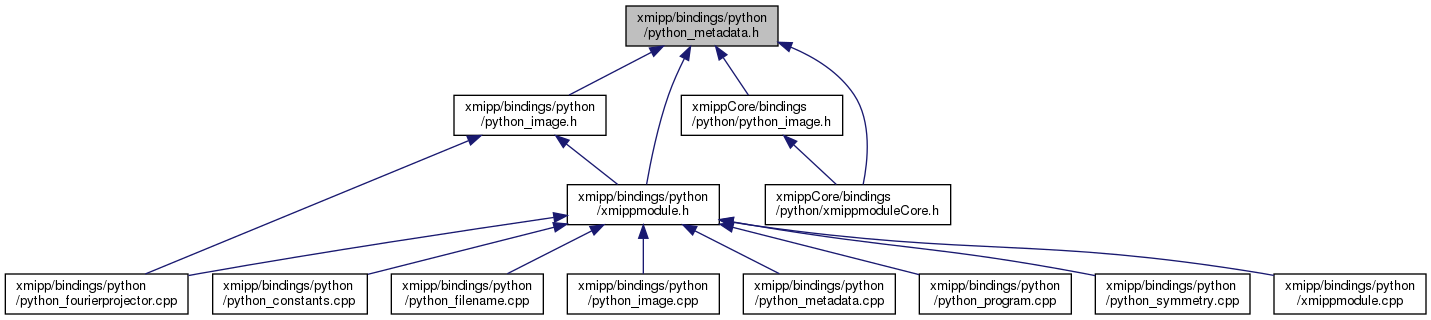 xmipp/bindings/python
/python_metadata.h
xmipp/bindings/python
/python_image.h
xmippCore/bindings
/python/python_image.h
xmipp/bindings/python
/xmippmodule.h
xmippCore/bindings
/python/xmippmoduleCore.h
xmipp/bindings/python
/python_fourierprojector.cpp
xmipp/bindings/python
/python_constants.cpp
xmipp/bindings/python
/python_filename.cpp
xmipp/bindings/python
/python_image.cpp
xmipp/bindings/python
/python_metadata.cpp
xmipp/bindings/python
/python_program.cpp
xmipp/bindings/python
/python_symmetry.cpp
xmipp/bindings/python
/xmippmodule.cpp